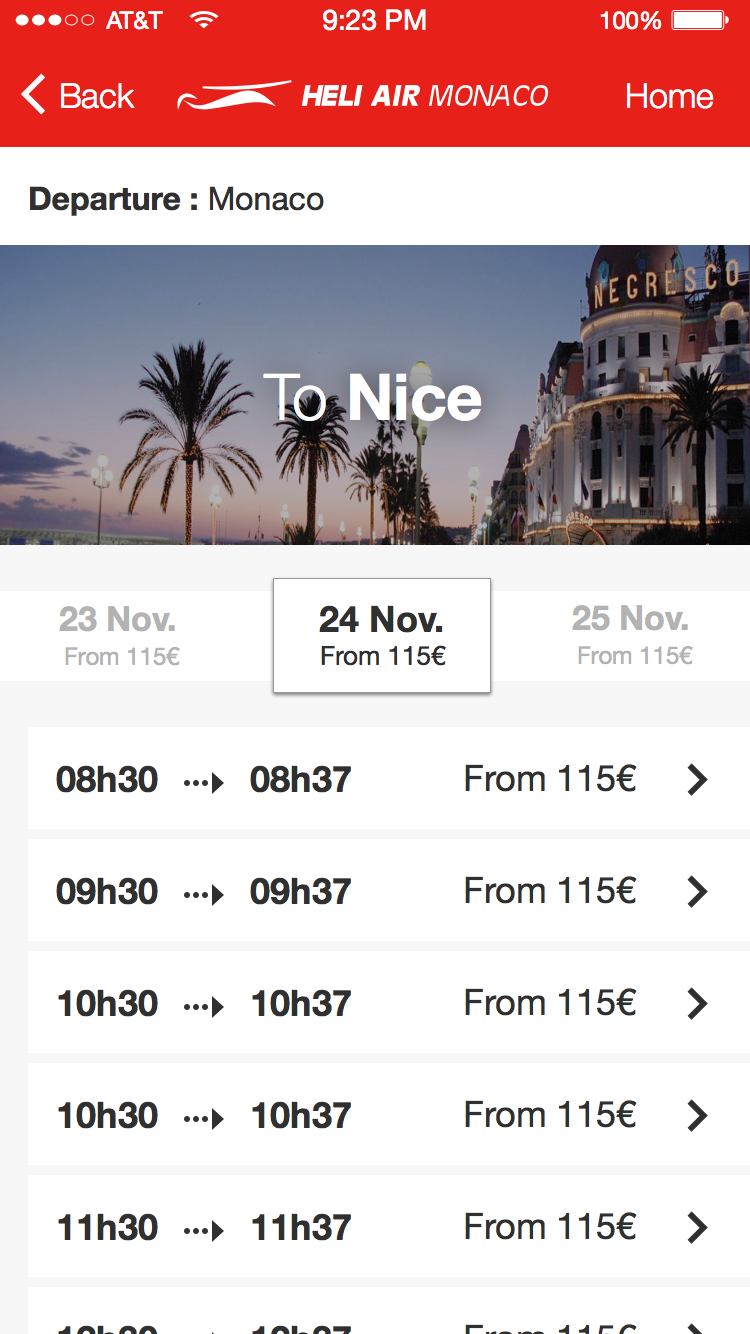 AT&T 9:23 PM 100%
Back HELI AIR MONACO Home
Departure : Monaco
NEGRESCO
To Nice
23 Nov. 24 Nov. 25 Nov.
From 115€ From 115€ From 115€
08h30 08h37 From 115€
09h30 09h37 From 115€
10h30 10h37 From 115€
10h30 10h37 From 115€
11h30 11h37 From 115€